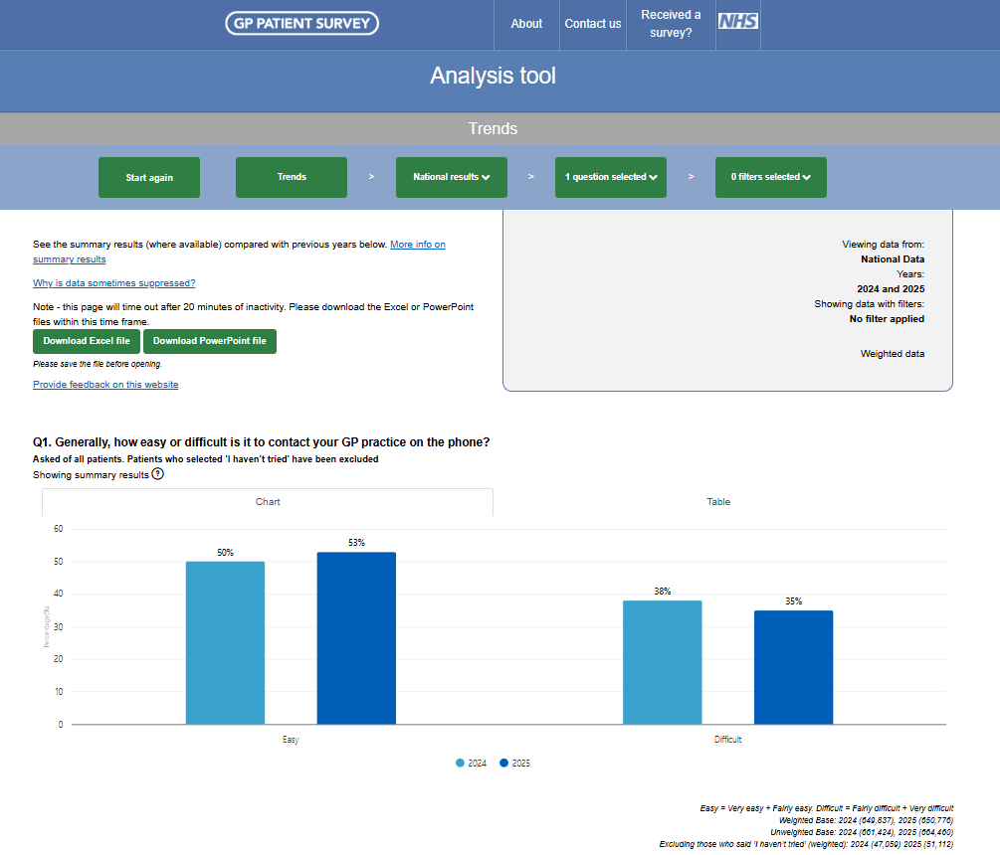 GP PATIENT SURVEY
About
Contact us
Received a
survey?
NHS
Analysis tool
Trends
Start again
Trends
>
National results
>
1 question selected
>
0 filters selected
See the summary results (where available) compared with previous years below. More info on
summary results
Why is data sometimes suppressed?
Note - this page will time out after 20 minutes of inactivity. Please download the Excel or PowerPoint
files within this time frame.
Download Excel file
Download PowerPoint file
Please save the file before opening.
Provide feedback on this website
Viewing data from:
National Data
Years:
2024 and 2025
Showing data with filters:
No filter applied
Weighted data
Q1. Generally, how easy or difficult is it to contact your GP practice on the phone?
Asked of all patients. Patients who selected 'I haven't tried' have been excluded
Showing summary results ?
Chart
Table
Percentage(%)
60
50
40
30
20
10
0
50%
53%
38%
35%
Easy
Difficult
2024
2025
Easy = Very easy + Fairly easy. Difficult = Fairly difficult + Very difficult
Weighted Base: 2024 (649,837), 2025 (650,776)
Unweighted Base: 2024 (661,424), 2025 (664,460)
Excluding those who said 'I haven't tried' (weighted): 2024 (47,059) 2025 (51,112)